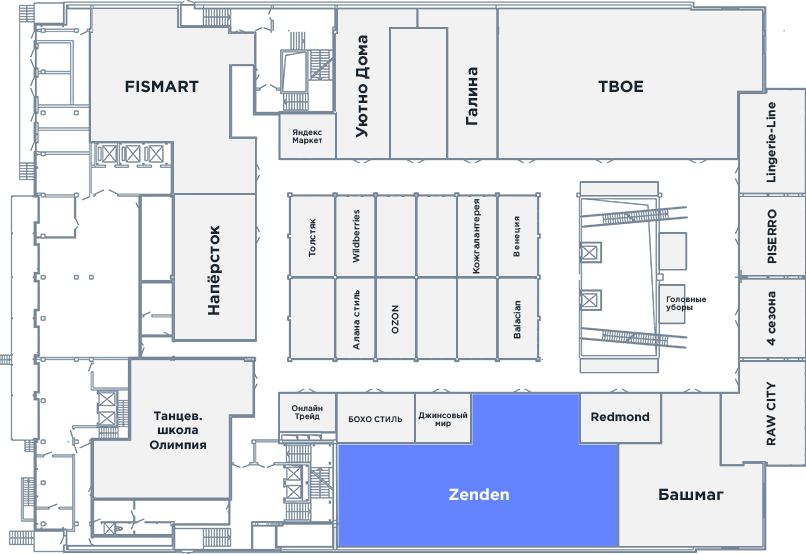 FISMART
Уютно Дома
Галина
ТВОЕ
Яндекс
Маркет
Lingerie-Line
Напёрсток
Толстяк
Wildberries
Кожгалантерея
Венеция
PISERRO
Алана стиль
OZON
Balacian
Головные
уборы
4 сезона
Танцев.
школа
Олимпия
Онлайн
Трейд
БОХО СТИЛЬ
Джинсовый
мир
Redmond
RAW CITY
Zenden
Башмаг